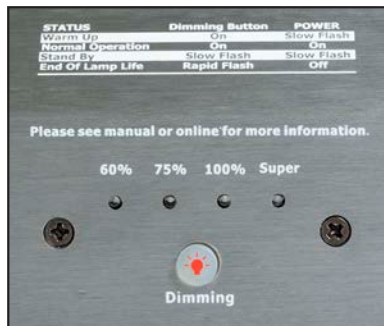 STATUS Dimming Button POWER
Warm Up On Slow Flash
Normal Operation On On
Stand By Slow Flash Slow Flash
End Of Lamp Life Rapid Flash Off
Please see manual or online for more information.
60% 75% 100% Super
Dimming